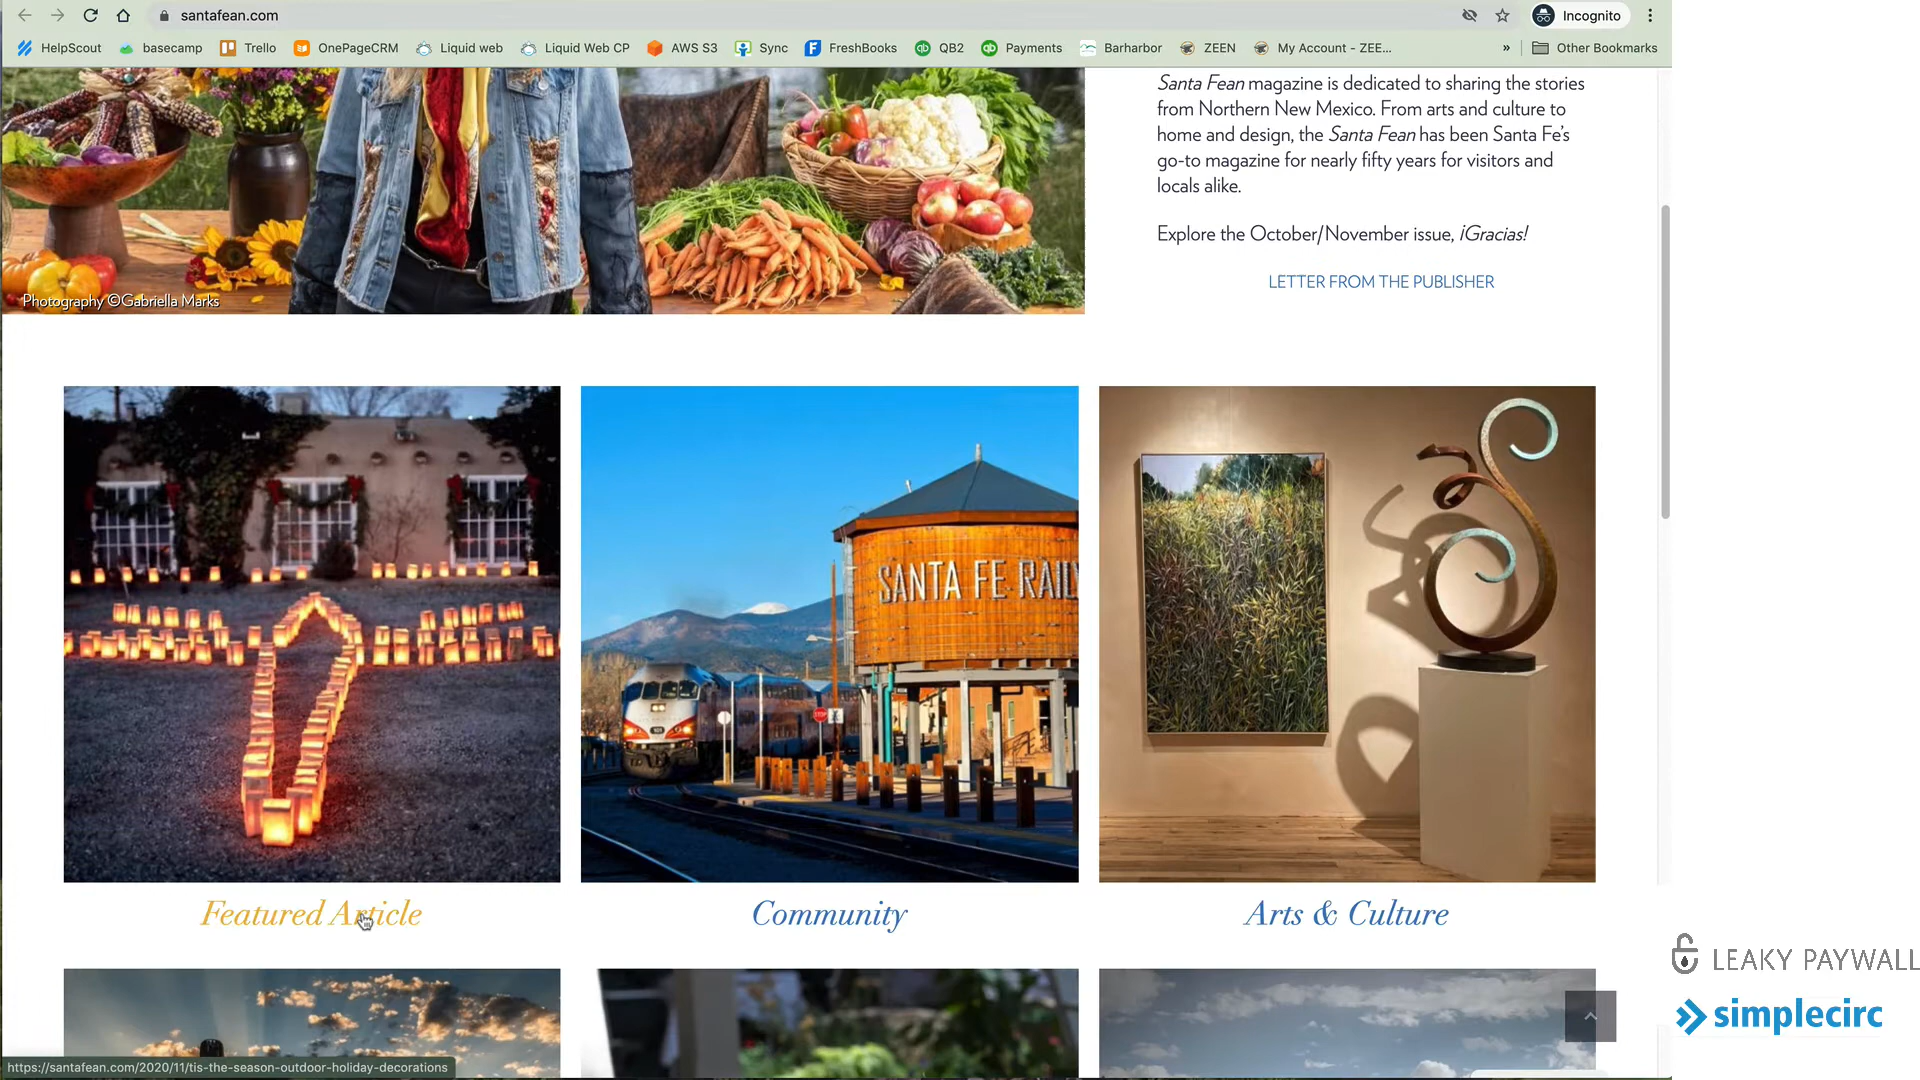 santafean.com
Incognito
HelpScout
basecamp
Trello
OnePageCRM
Liquid web
Liquid Web CP
AWS S3
Sync
FreshBooks
QB2
Payments
Barharbor
ZEEN
My Account - ZEE...
»
Other Bookmarks
Santa Fean magazine is dedicated to sharing the stories
from Northern New Mexico. From arts and culture to
home and design, the Santa Fean has been Santa Fe's
go-to magazine for nearly fifty years for visitors and
locals alike.
Explore the October/November issue, ¡Gracias!
LETTER FROM THE PUBLISHER
Photography ©Gabriella Marks
SANTA FE RAILY
STOP
Featured Article
Community
Arts & Culture
LEAKY PAYWALL
simplecirc
https://santafean.com/2020/11/tis-the-season-outdoor-holiday-decorations